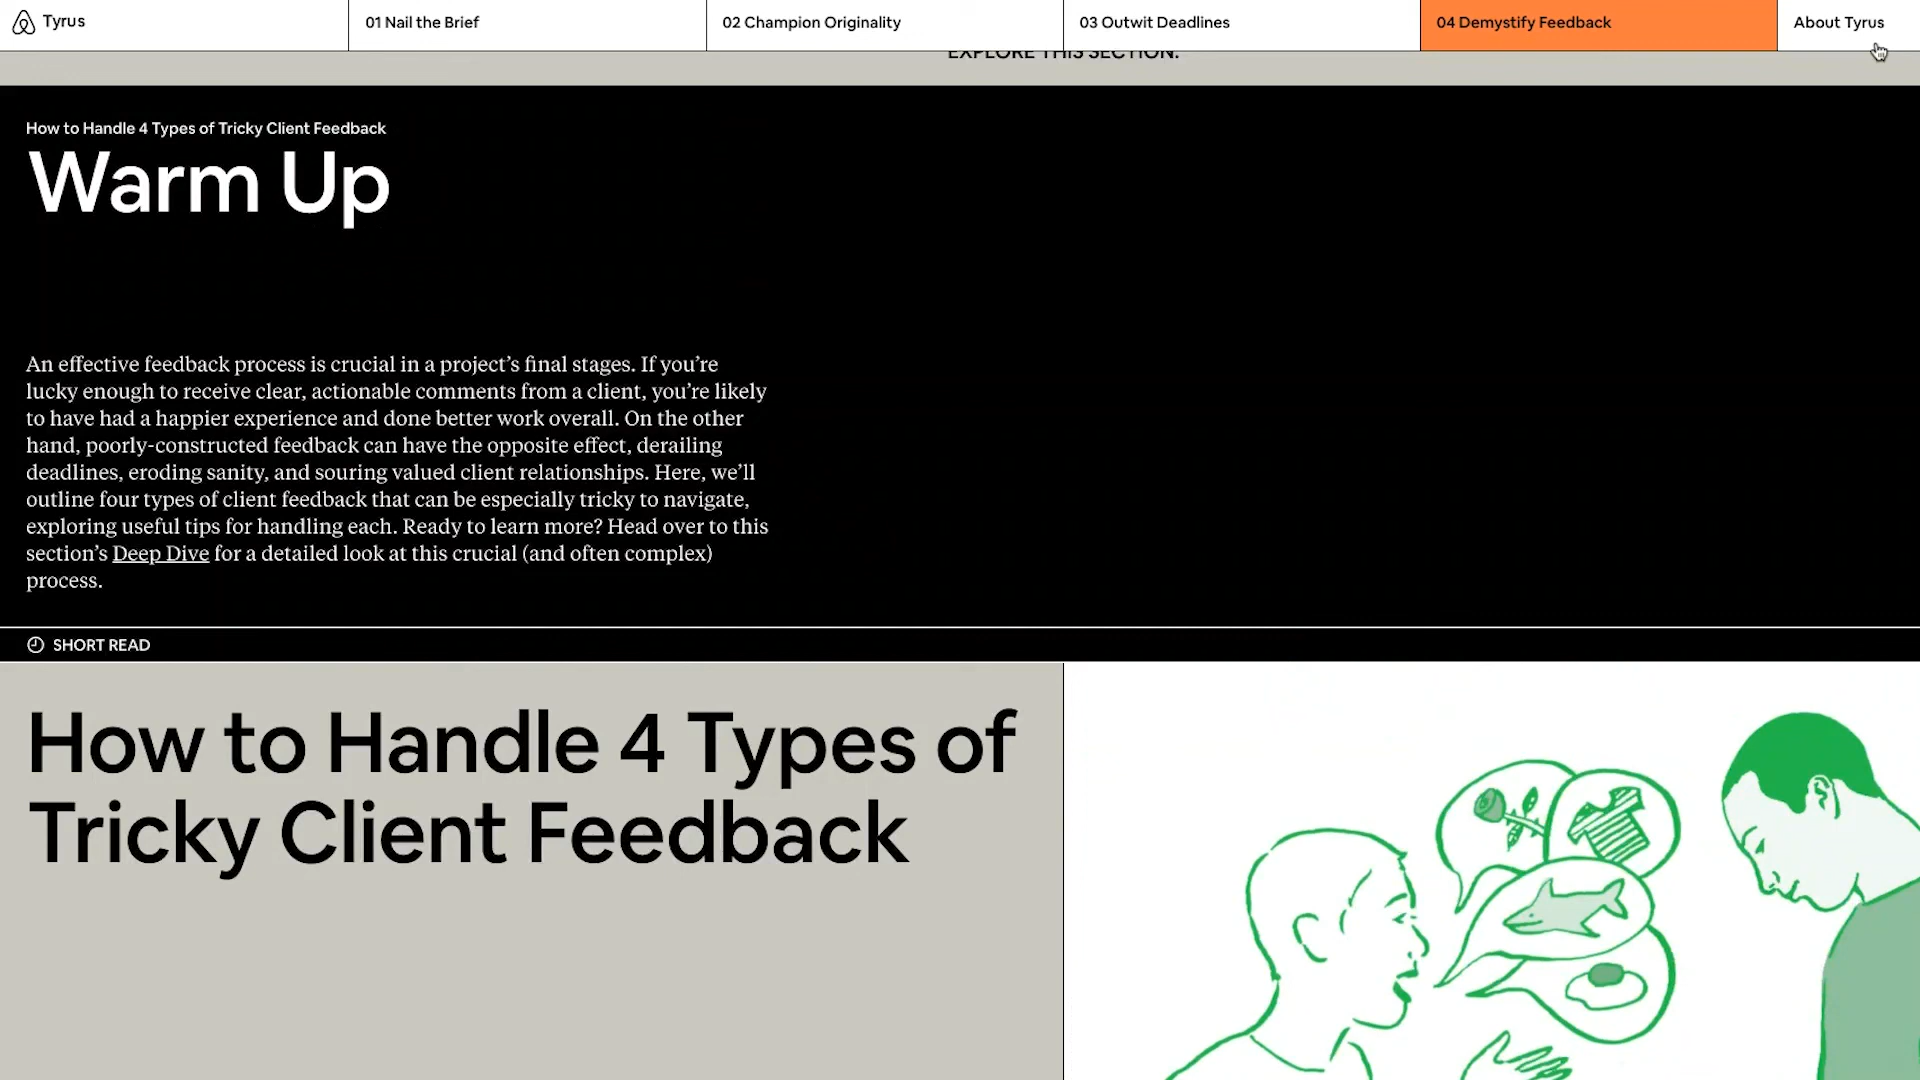 Tyrus
01 Nail the Brief
02 Champion Originality
03 Outwit Deadlines
04 Demystify Feedback
About Tyrus
EXPLORE THIS SECTION:
How to Handle 4 Types of Tricky Client Feedback
Warm Up
An effective feedback process is crucial in a project’s final stages. If you’re
lucky enough to receive clear, actionable comments from a client, you’re likely
to have had a happier experience and done better work overall. On the other
hand, poorly-constructed feedback can have the opposite effect, derailing
deadlines, eroding sanity, and souring valued client relationships. Here, we’ll
outline four types of client feedback that can be especially tricky to navigate,
exploring useful tips for handling each. Ready to learn more? Head over to this
section’s Deep Dive for a detailed look at this crucial (and often complex)
process.
SHORT READ
How to Handle 4 Types of
Tricky Client Feedback